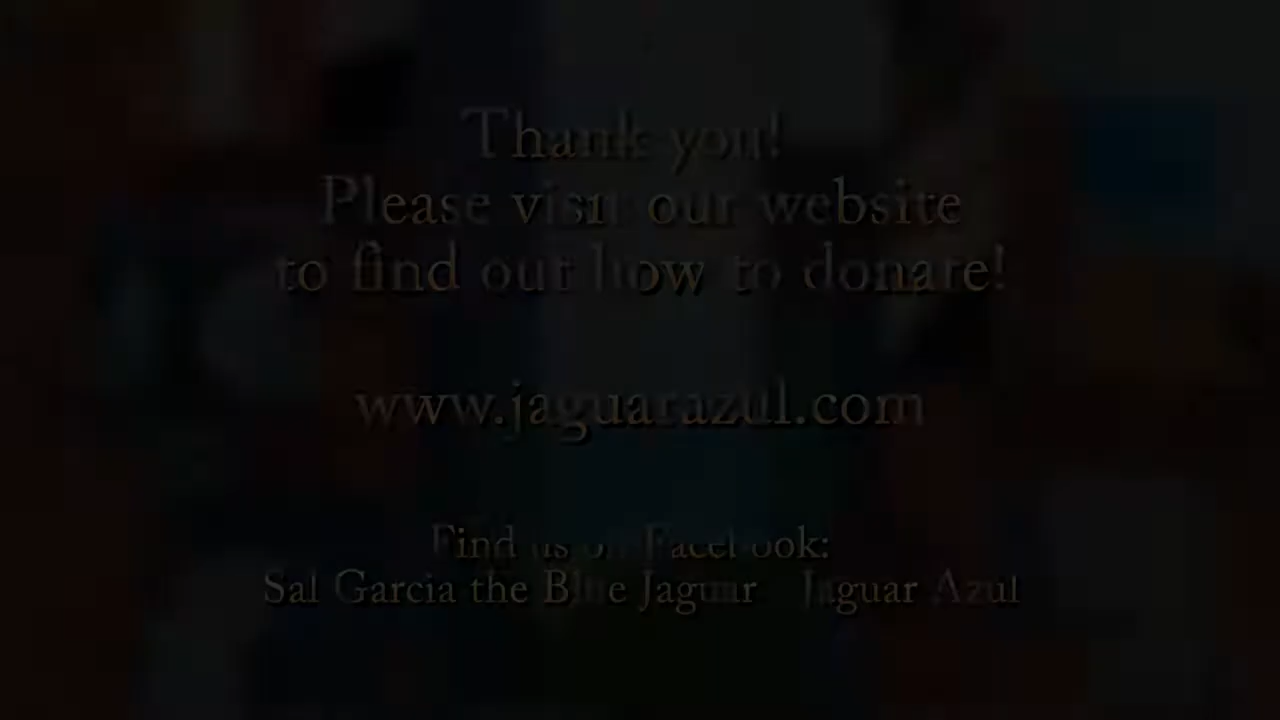 Thank you!
Please visit our website
to find out how to donate!
www.jaguarazul.com
Find us on Facebook:
Sal Garcia the Blue Jaguar Jaguar Azul